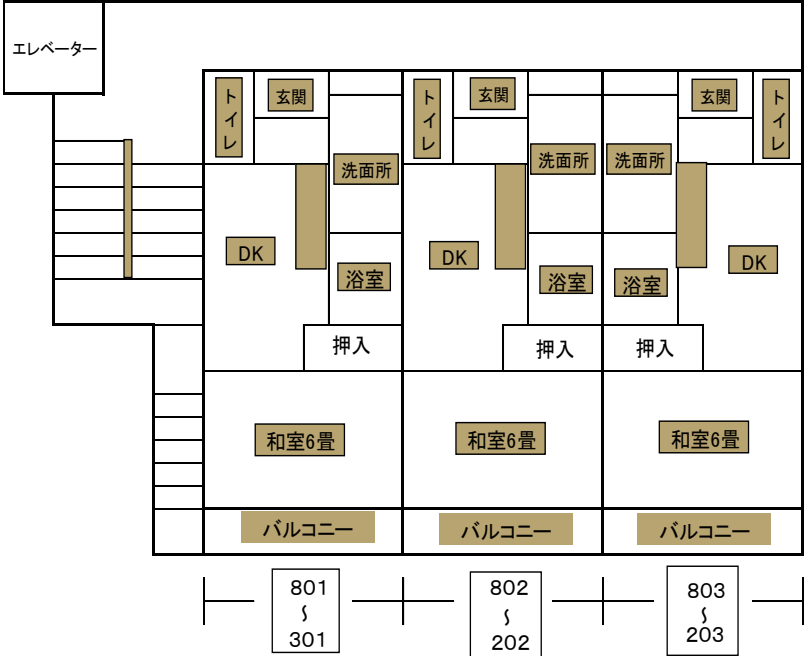 エレベーター
トイレ
玄関
トイレ
玄関
玄関
トイレ
洗面所
洗面所
洗面所
DK
DK
DK
浴室
浴室
浴室
押入
押入
押入
和室6畳
和室6畳
和室6畳
バルコニー
バルコニー
バルコニー
801
〜
301
802
〜
202
803
〜
203